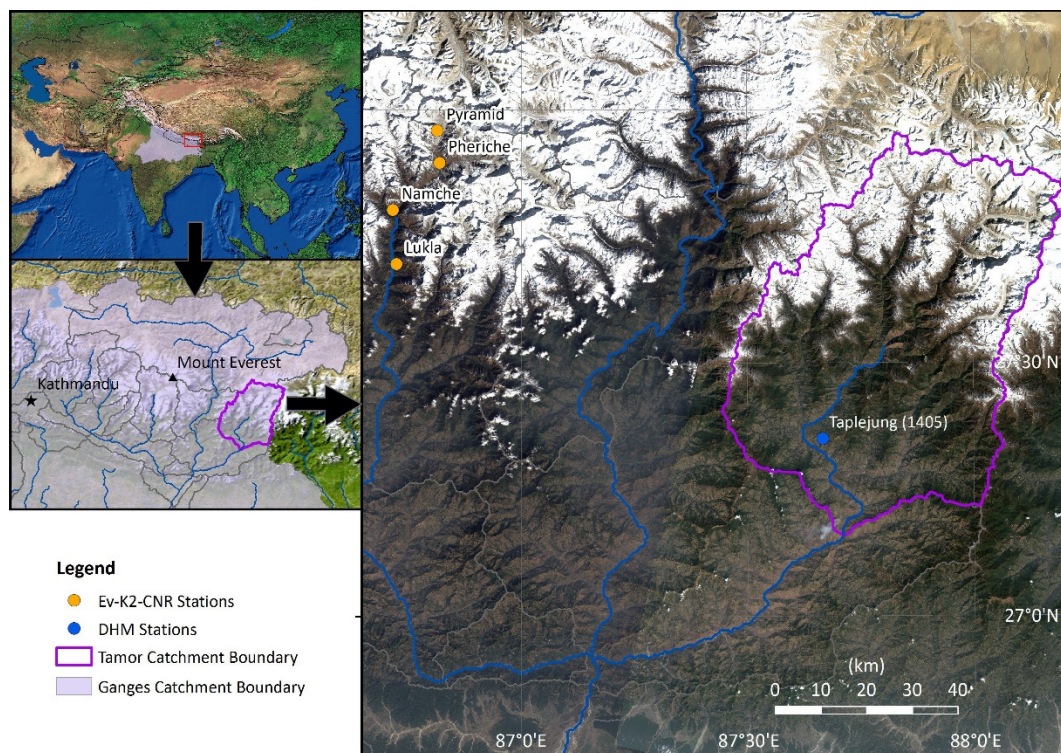 Kathmandu
Mount Everest
Pyramid
Pheriche
Namche
Lukla
Taplejung (1405)
27°30'N
27°0'N
(km)
0 10 20 30 40
87°0'E
87°30'E
88°0'E
Legend
Ev-K2-CNR Stations
DHM Stations
Tamor Catchment Boundary
Ganges Catchment Boundary